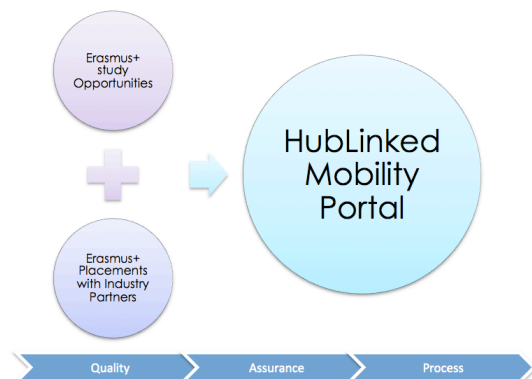 Erasmus+
study
Opportunities
HubLinked
Mobility
Portal
Erasmus+
Placements
with Industry
Partners
Quality
Assurance
Process